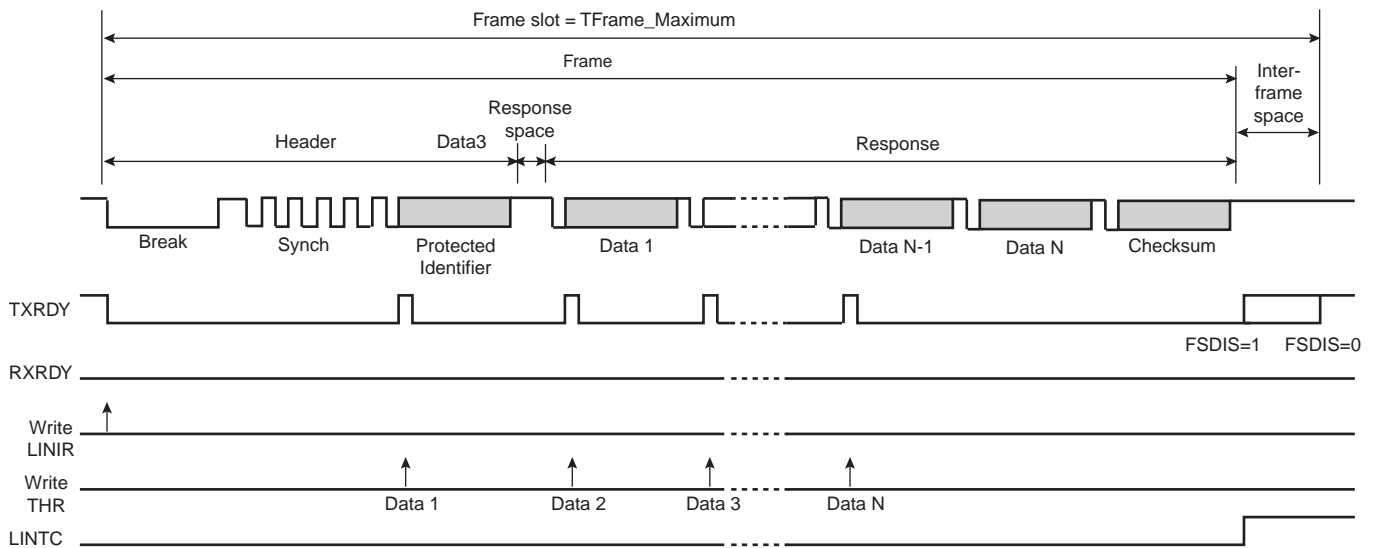 Frame slot = TFrame_Maximum
Frame
Inter-
frame
space
Response
space
Header
Data3
Response
Break
Synch
Protected
Identifier
Data 1
Data N-1
Data N
Checksum
TXRDY
FSDIS=1
FSDIS=0
RXRDY
Write
LINIR
Write
THR
Data 1
Data 2
Data 3
Data N
LINTC